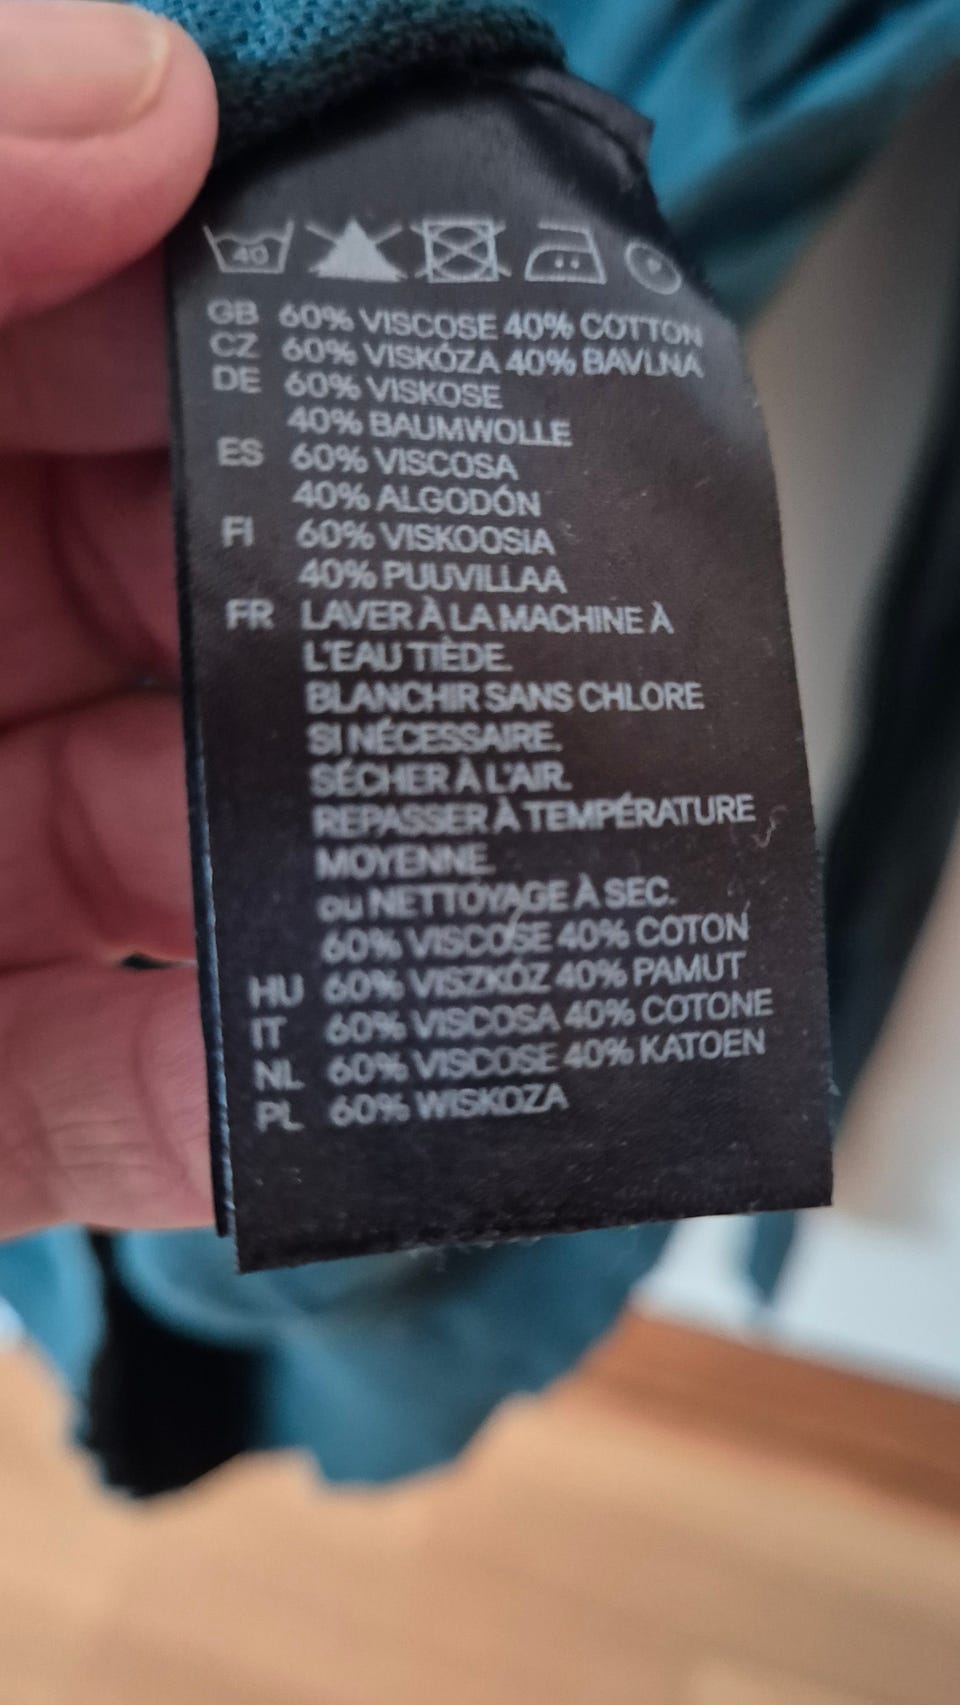 40
GB 60% VISCOSE 40% COTTON
CZ 60% VISKÓZA 40% BAVLNA
DE 60% VISKOSE
40% BAUMWOLLE
ES 60% VISCOSA
40% ALGODÓN
FI 60% VISKOOSIA
40% PUUVILLAA
FR LAVER À LA MACHINE À
L'EAU TIÈDE.
BLANCHIR SANS CHLORE
SI NÉCESSAIRE.
SÉCHER À L'AIR.
REPASSER À TEMPÉRATURE
MOYENNE.
ou NETTOYAGE À SEC.
60% VISCOSE 40% COTON
HU 60% VISZKÓZ 40% PAMUT
IT 60% VISCOSA 40% COTONE
NL 60% VISCOSE 40% KATOEN
PL 60% WISKOZA